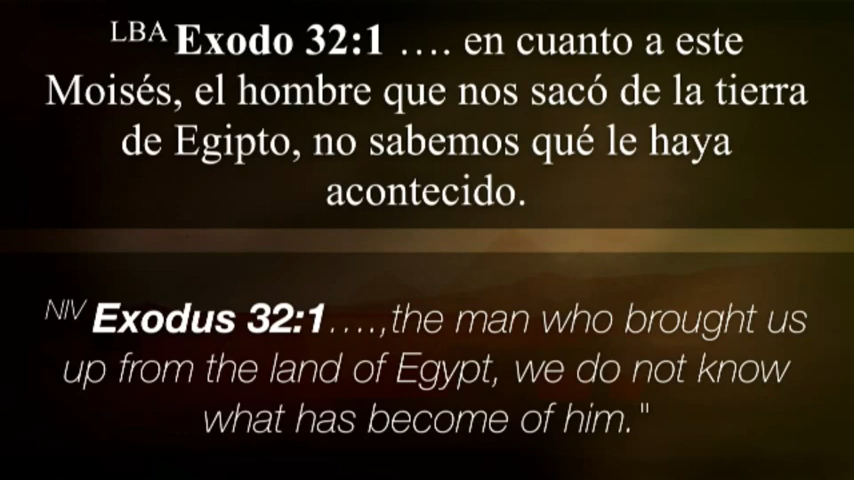 LBA Exodo 32:1 .... en cuanto a este
Moisés, el hombre que nos sacó de la tierra
de Egipto, no sabemos qué le haya
acontecido.
NIV Exodus 32:1....,the man who brought us
up from the land of Egypt, we do not know
what has become of him."